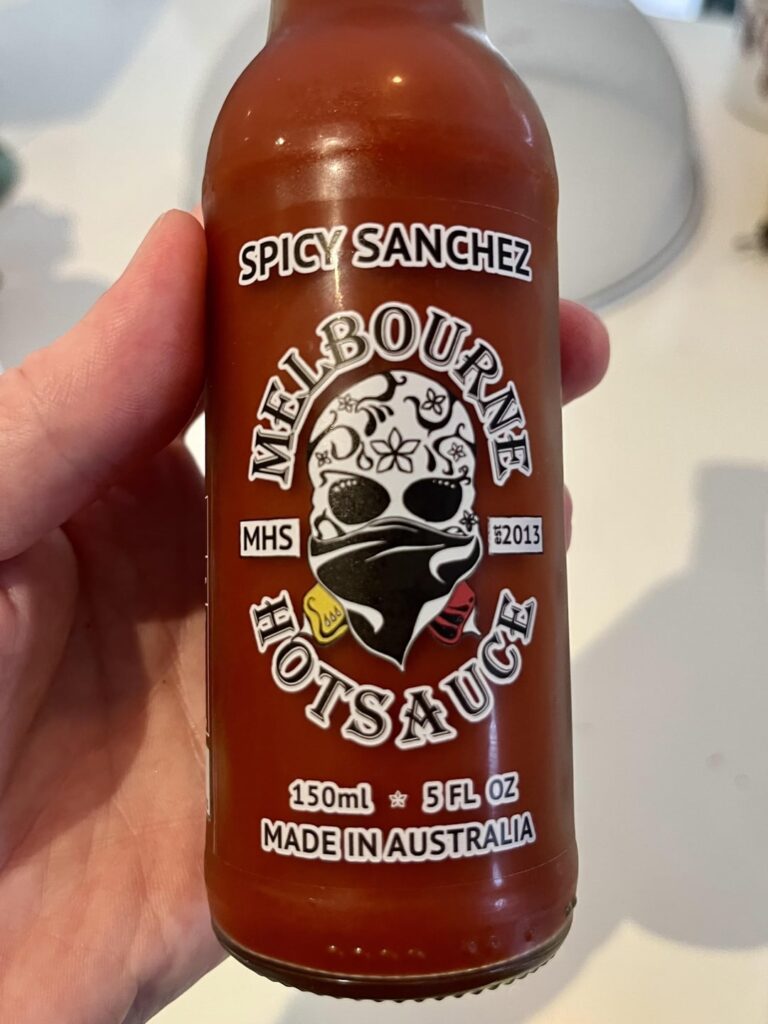 SPICY SANCHEZ
MELBOURNE
MHS
est 2013
HOTSAUCE
150ml 5 FL OZ
MADE IN AUSTRALIA